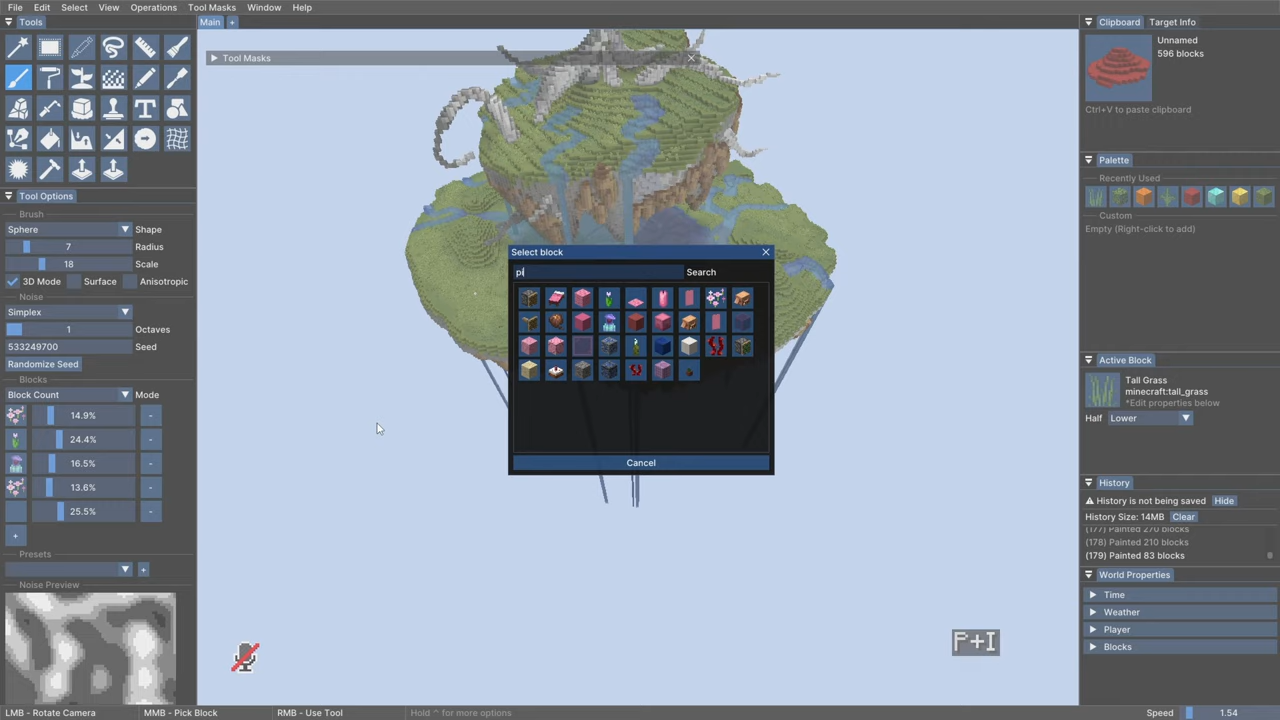 File Edit Select View Operations Tool Masks Window Help
Tools
Main +
Tool Masks
Clipboard Target Info
Unnamed
596 blocks
Ctrl+V to paste clipboard
Palette
Recently Used
Custom
Empty (Right-click to add)
Tool Options
Brush
Sphere Shape
7 Radius
18 Scale
3D Mode Surface Anisotropic
Noise
Simplex Type
1 Octaves
533249700 Seed
Randomize Seed
Blocks
Block Count Mode
14.9% -
24.4% -
16.5% -
13.6% -
25.5% -
+
Presets
+
Noise Preview
Select block
pi Search
Cancel
Active Block
Tall Grass
minecraft:tall_grass
*Edit properties below
Half Lower
History
History is not being saved Hide
History Size: 14MB Clear
(177) Painted 270 blocks
(178) Painted 210 blocks
(179) Painted 83 blocks
World Properties
Time
Weather
Player
Blocks
P+I
LMB - Rotate Camera MMB - Pick Block RMB - Use Tool Hold ^ for more options Speed 1.54